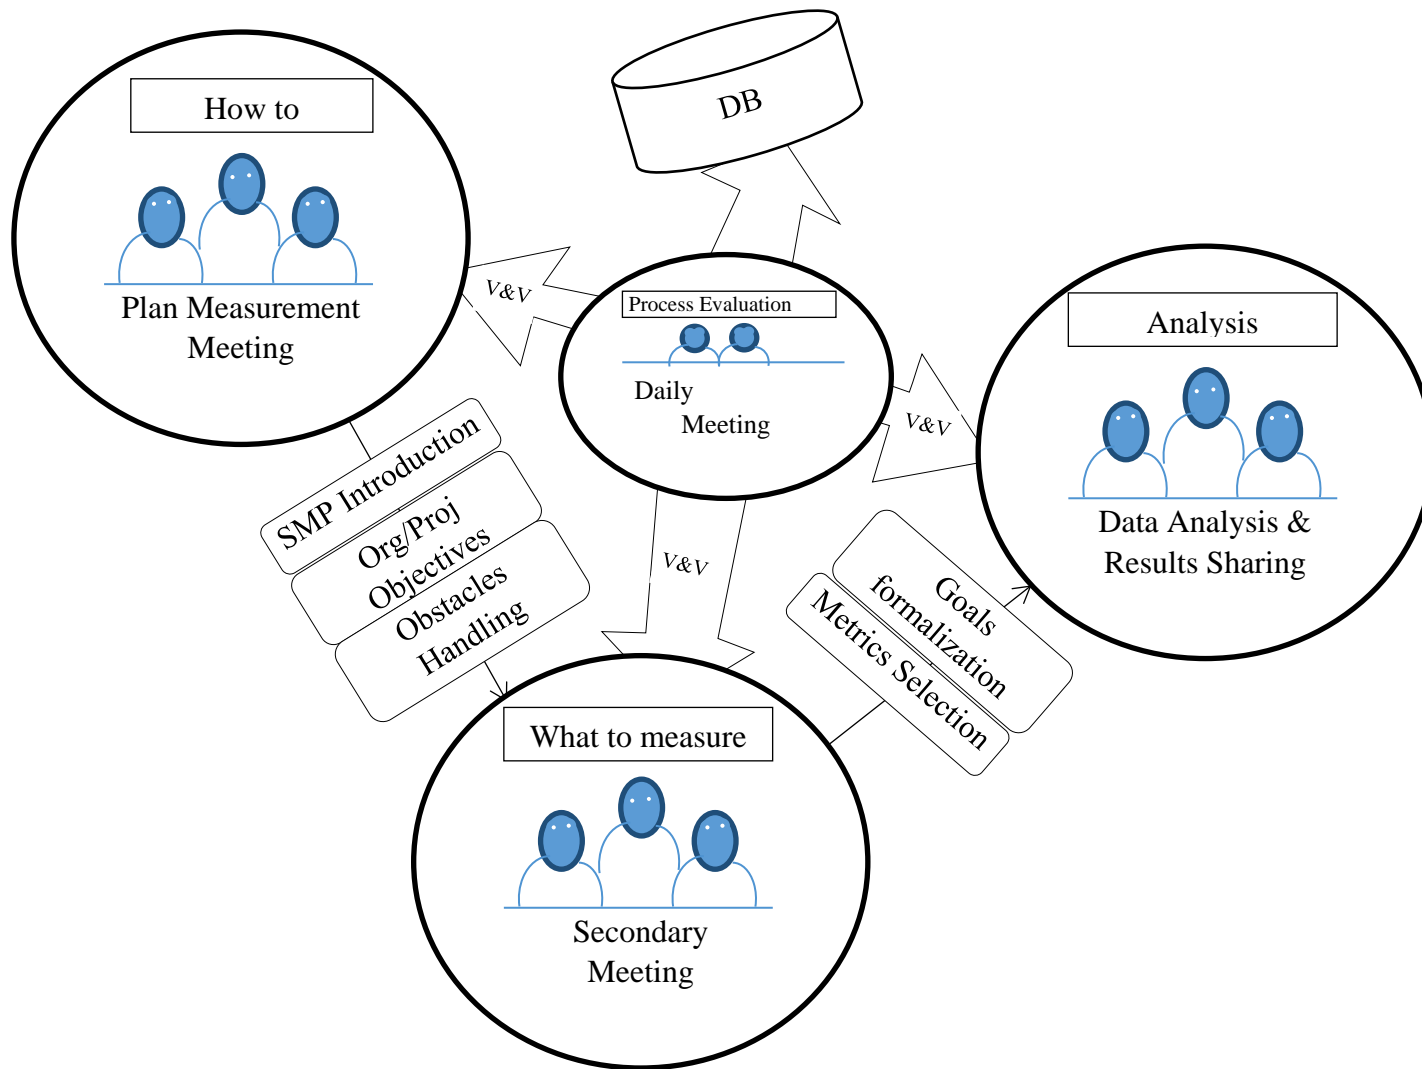 How to
Plan Measurement
Meeting
DB
V&V
Process Evaluation
Daily
Meeting
V&V
V&V
Analysis
Data Analysis &
Results Sharing
SMP Introduction
Org/Proj
Objectives
Obstacles
Handling
Goals
formalization
Metrics Selection
What to measure
Secondary
Meeting